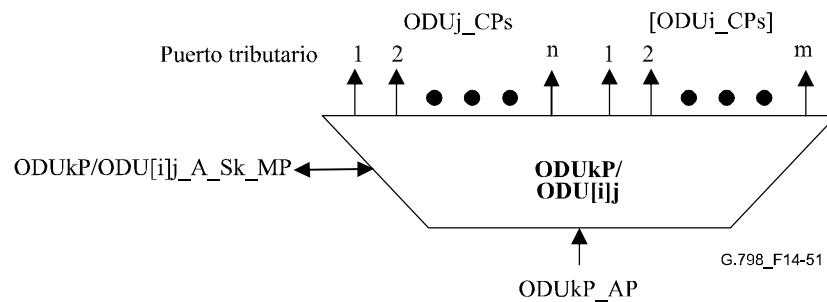 ODUj_CPs [ODUi_CPs]
Puerto tributario 1 2 n 1 2 m
ODUkP/ODU[i]j_A_Sk_MP
ODUkP/
ODU[i]j
G.798_F14-51
ODUkP_AP